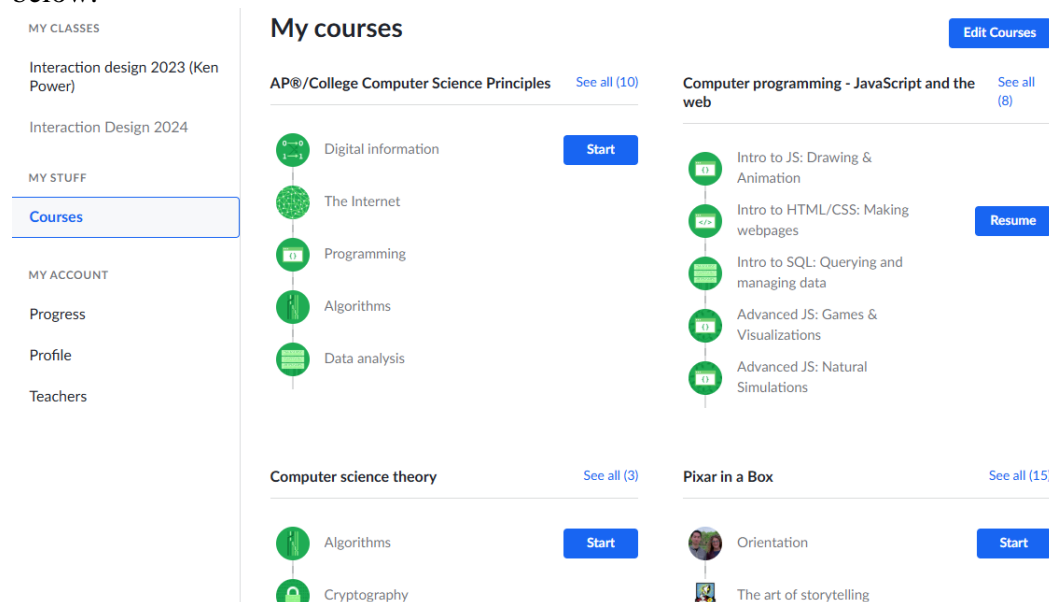 below.
MY CLASSES
Interaction design 2023 (Ken
Power)
Interaction Design 2024
MY STUFF
Courses
MY ACCOUNT
Progress
Profile
Teachers
My courses
Edit Courses
AP®/College Computer Science Principles
See all (10)
Digital information
Start
The Internet
Programming
Algorithms
Data analysis
Computer programming - JavaScript and the
web
See all
(8)
Intro to JS: Drawing &
Animation
Intro to HTML/CSS: Making
webpages
Resume
Intro to SQL: Querying and
managing data
Advanced JS: Games &
Visualizations
Advanced JS: Natural
Simulations
Computer science theory
See all (3)
Algorithms
Start
Cryptography
Pixar in a Box
See all (15)
Orientation
Start
The art of storytelling